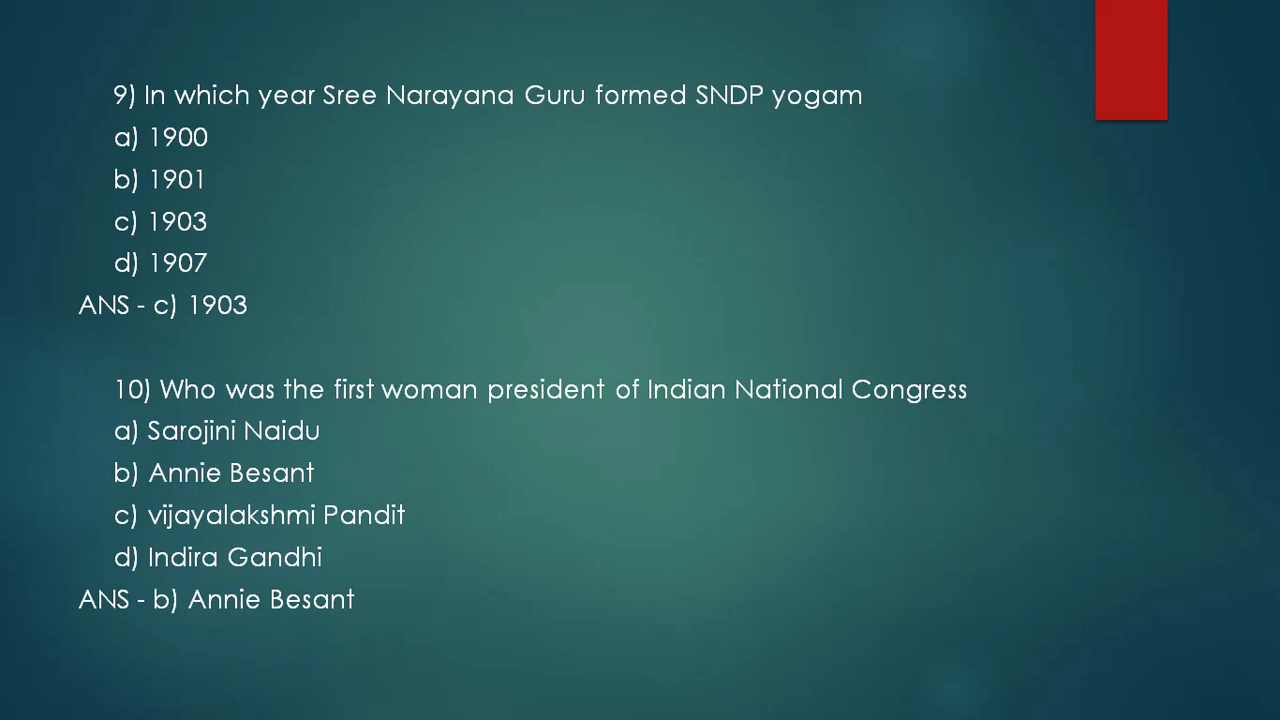 9) In which year Sree Narayana Guru formed SNDP yogam
a) 1900
b) 1901
c) 1903
d) 1907
ANS - c) 1903
10) Who was the first woman president of Indian National Congress
a) Sarojini Naidu
b) Annie Besant
c) vijayalakshmi Pandit
d) Indira Gandhi
ANS - b) Annie Besant